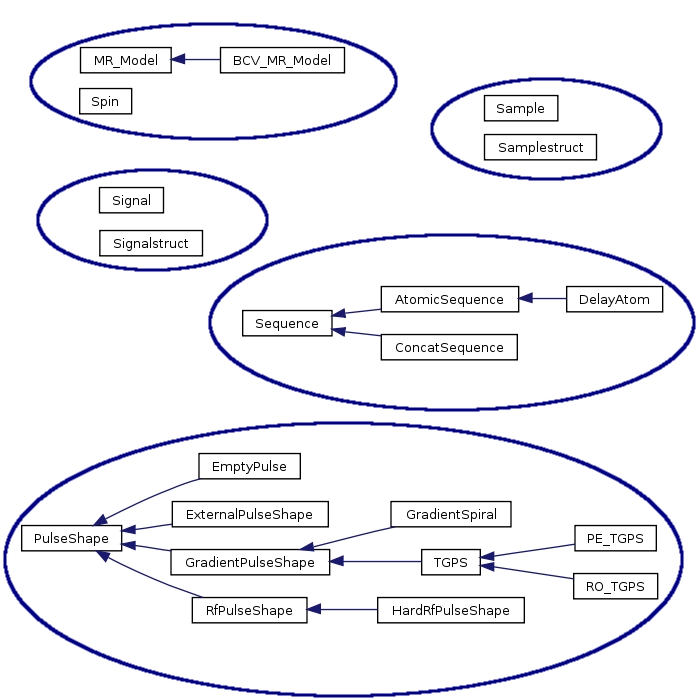 MR_Model
BCV_MR_Model
Spin
Sample
Samplestruct
Signal
Signalstruct
AtomicSequence
DelayAtom
Sequence
ConcatSequence
EmptyPulse
ExternalPulseShape
GradientSpiral
PulseShape
PE_TGPS
GradientPulseShape
TGPS
RO_TGPS
RfPulseShape
HardRfPulseShape